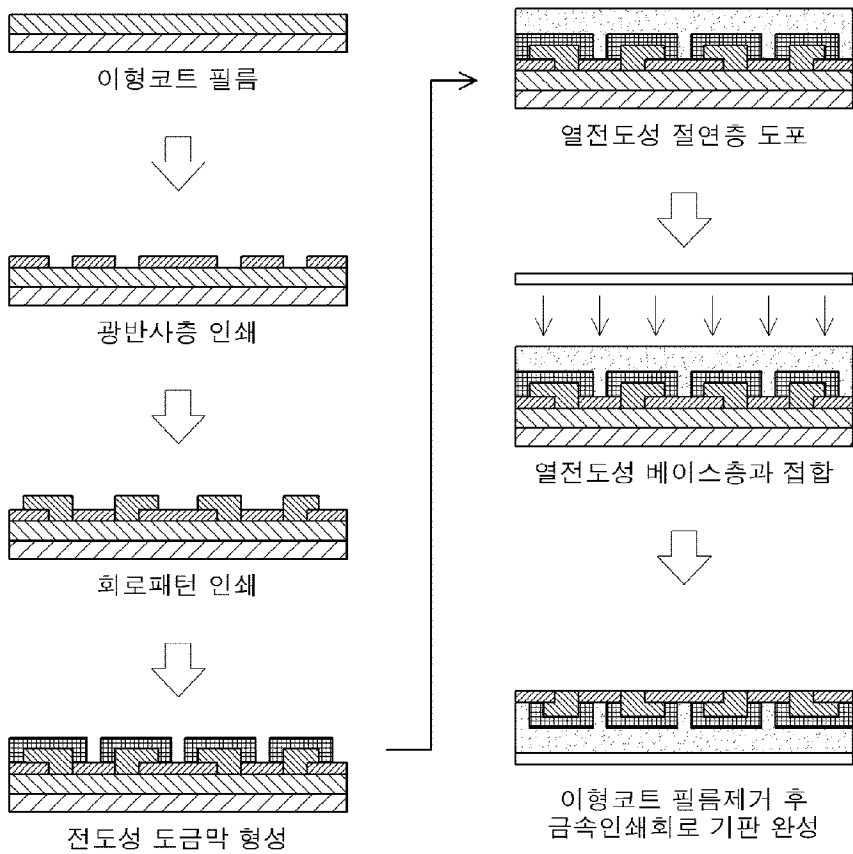 이형코트 필름
광반사층 인쇄
회로패턴 인쇄
전도성 도금막 형성
열전도성 절연층 도포
열전도성 베이스층과 접합
이형코트 필름제거 후
금속인쇄회로 기판 완성